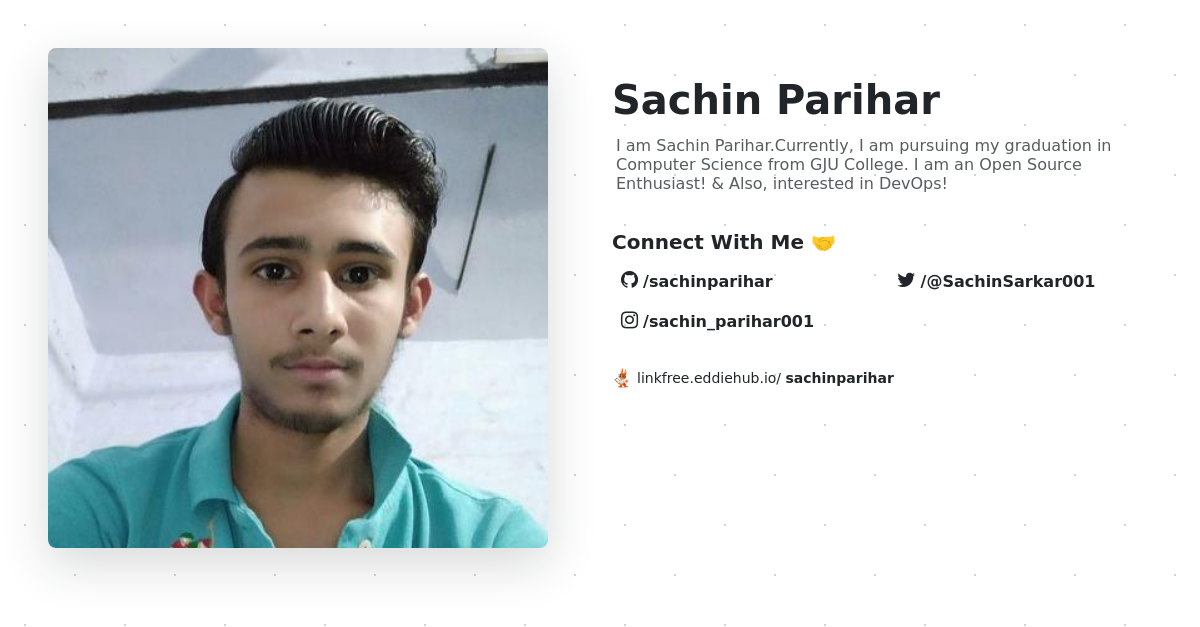 Sachin Parihar
I am Sachin Parihar.Currently, I am pursuing my graduation in
Computer Science from GJU College. I am an Open Source
Enthusiast! & Also, interested in DevOps!
Connect With Me 🤝
/sachinparihar
/@SachinSarkar001
/sachin_parihar001
linkfree.eddiehub.io/ sachinparihar